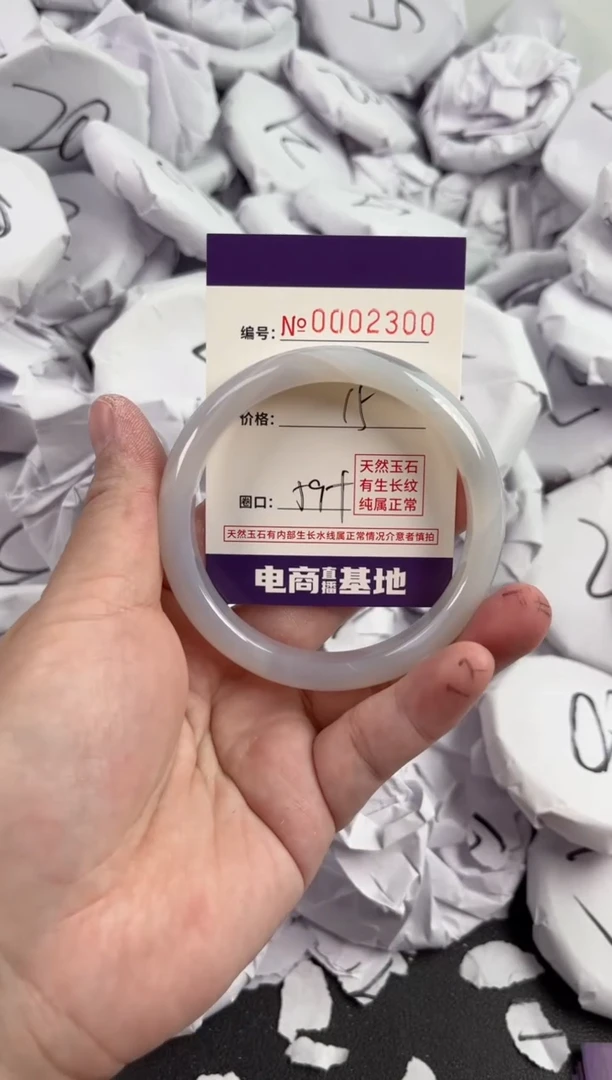 20
编号: №0002300
价格: 15
天然玉石
有生长纹
纯属正常
圈口: 59+
天然玉石有内部生长水线属正常情况介意者慎拍
电商直播基地